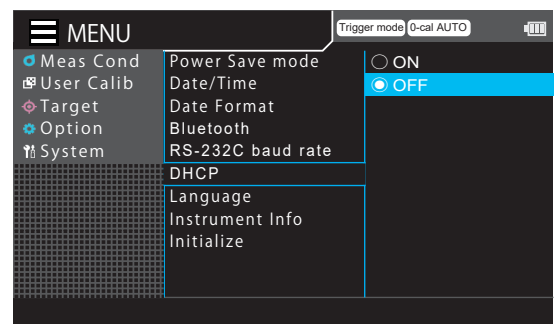 MENU
Trigger mode 0-cal AUTO
Meas Cond
User Calib
Target
Option
System
Power Save mode
Date/Time
Date Format
Bluetooth
RS-232C baud rate
DHCP
Language
Instrument Info
Initialize
ON
OFF